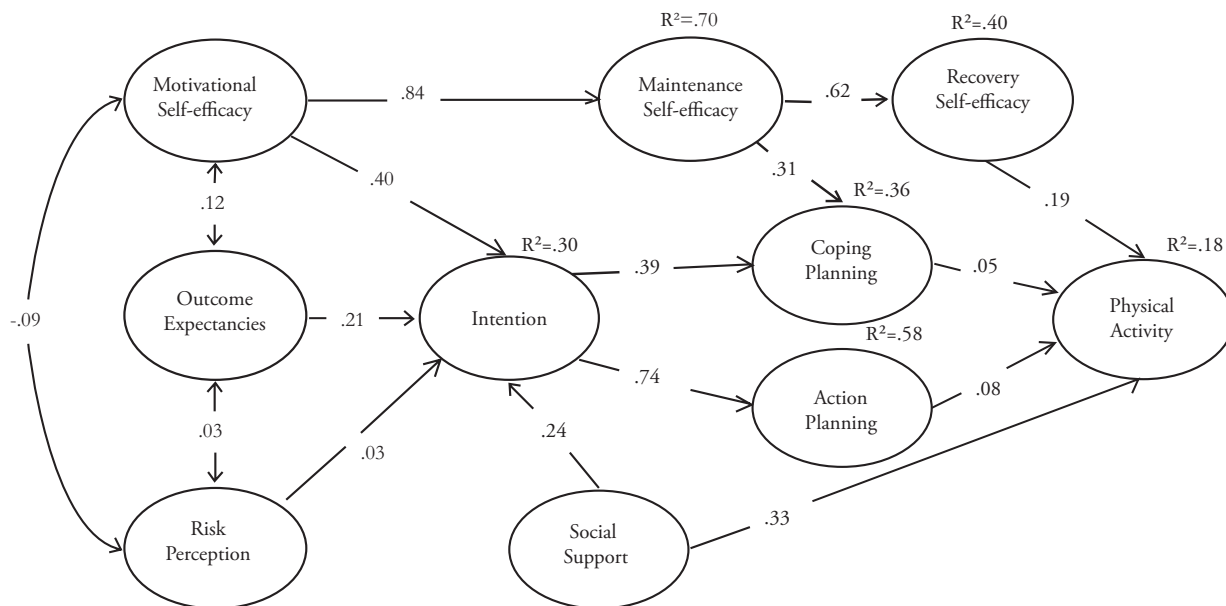 R²=.70
R²=.40
Motivational
Self-efficacy
.84
Maintenance
Self-efficacy
.62
Recovery
Self-efficacy
.40
.31
R²=.36
.19
.12
R²=.30
Coping
Planning
R²=.18
.39
.05
-.09
Outcome
Expectancies
.21
Intention
Physical
Activity
R²=.58
.74
Action
Planning
.08
.03
.03
.24
.33
Risk
Perception
Social
Support